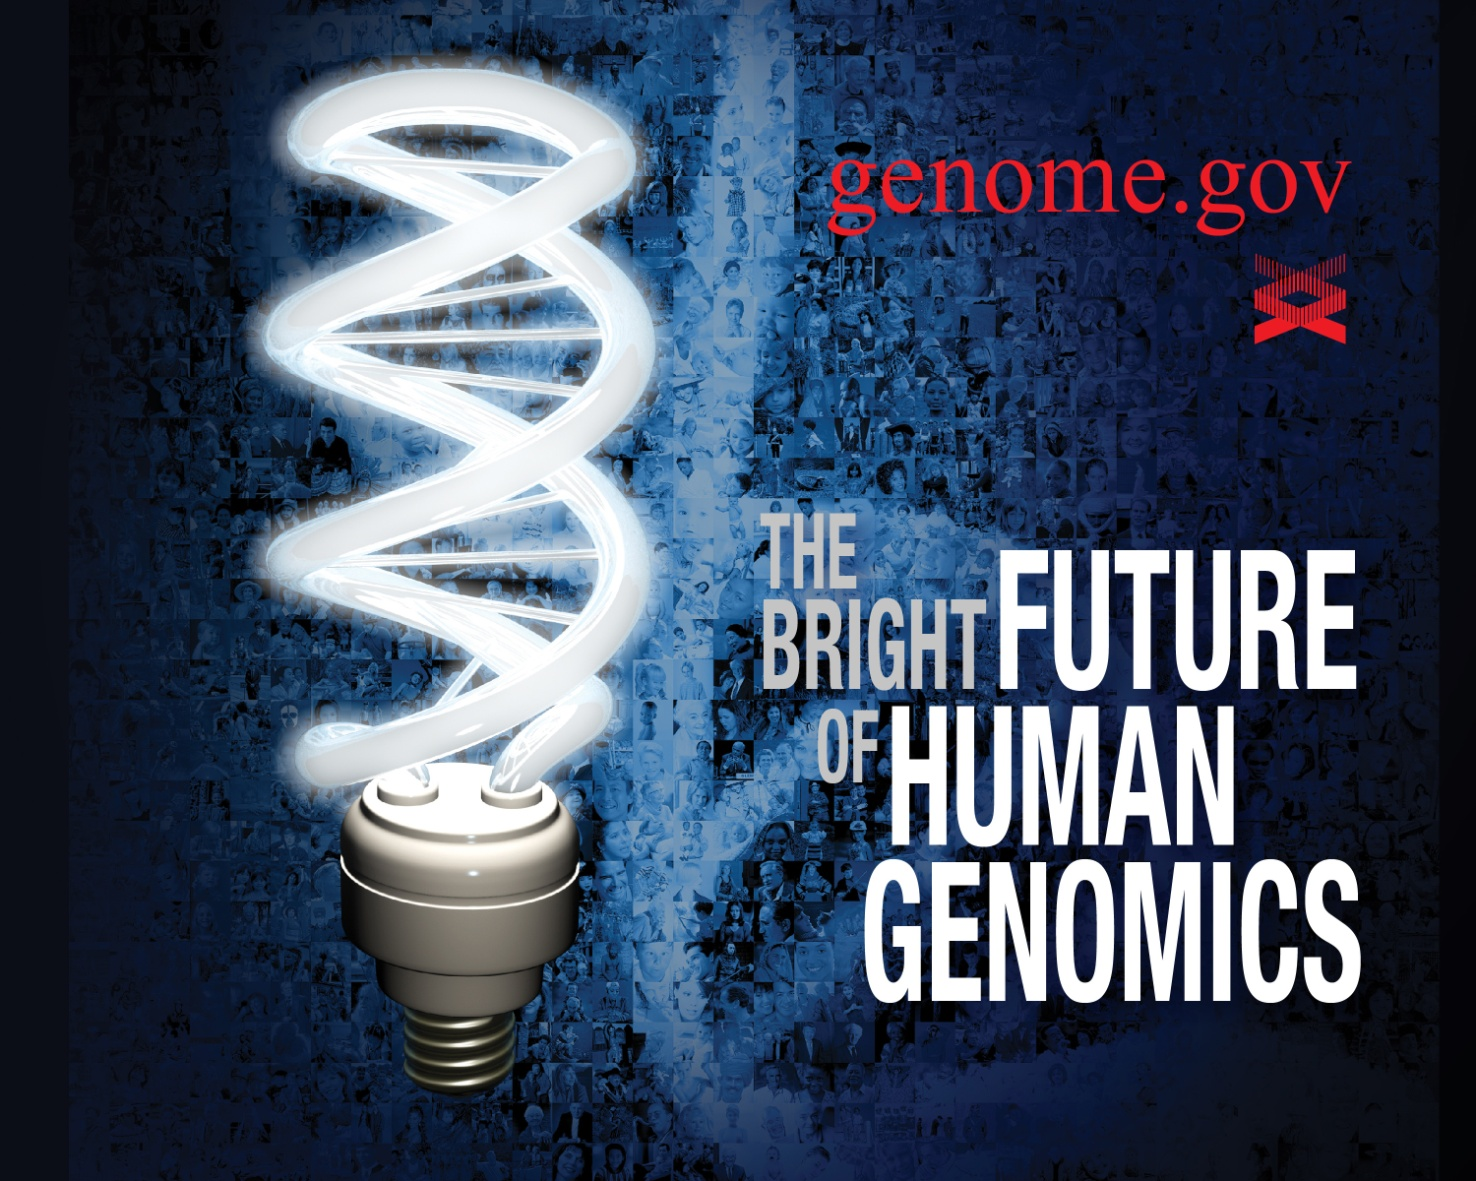 genome.gov
THE
BRIGHT FUTURE
OF HUMAN
GENOMICS